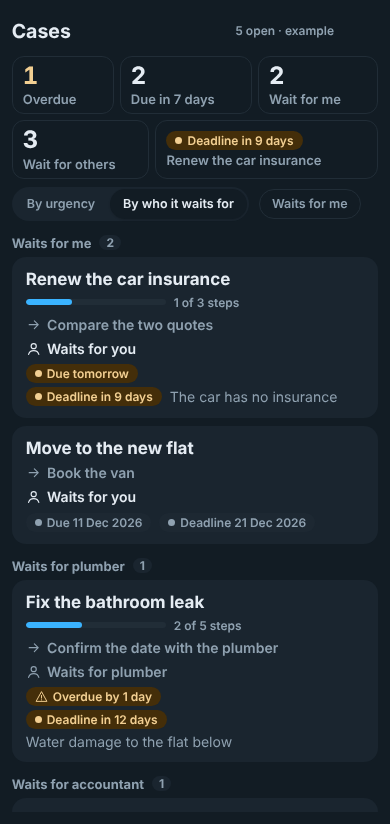 Cases
5 open · example
1
Overdue
2
Due in 7 days
2
Wait for me
3
Wait for others
Deadline in 9 days
Renew the car insurance
By urgency
By who it waits for
Waits for me
Waits for me 2
Renew the car insurance
1 of 3 steps
→ Compare the two quotes
Waits for you
Due tomorrow
Deadline in 9 days The car has no insurance
Move to the new flat
→ Book the van
Waits for you
Due 11 Dec 2026 Deadline 21 Dec 2026
Waits for plumber 1
Fix the bathroom leak
2 of 5 steps
→ Confirm the date with the plumber
Waits for plumber
Overdue by 1 day
Deadline in 12 days
Water damage to the flat below
Waits for accountant 1